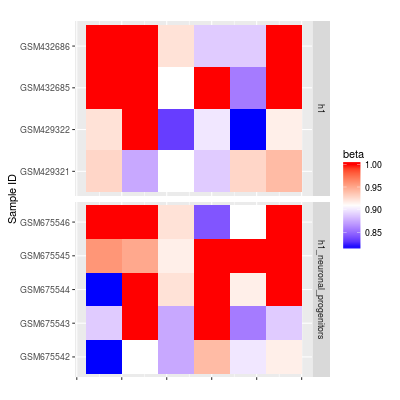 GSM432686
GSM432685
GSM429322
GSM429321
h1
GSM675546
GSM675545
GSM675544
GSM675543
GSM675542
h1_neuronal_progenitors
Sample ID
beta
1.00
0.95
0.90
0.85